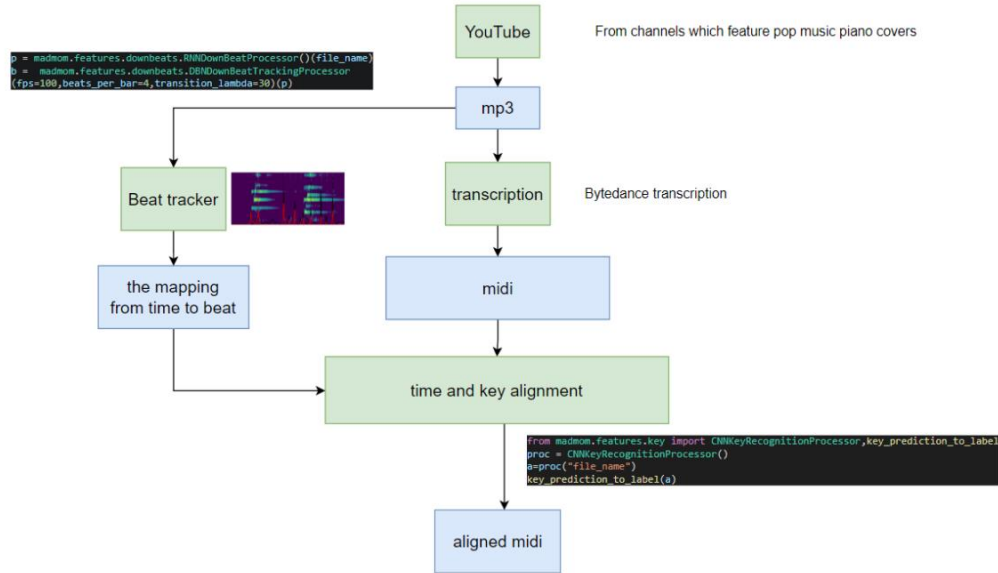 YouTube
From channels which feature pop music piano covers
p = madmom.features.downbeats.RNNDownBeatProcessor()(file_name)
b =  madmom.features.downbeats.DBNDownBeatTrackingProcessor
(fps=100,beats_per_bar=4,transition_lambda=30)(p)
mp3
Beat tracker
transcription
Bytedance transcription
the mapping
from time to beat
midi
time and key alignment
from madmom.features.key import CNNKeyRecognitionProcessor,key_prediction_to_label
proc = CNNKeyRecognitionProcessor()
a=proc("file_name")
key_prediction_to_label(a)
aligned midi